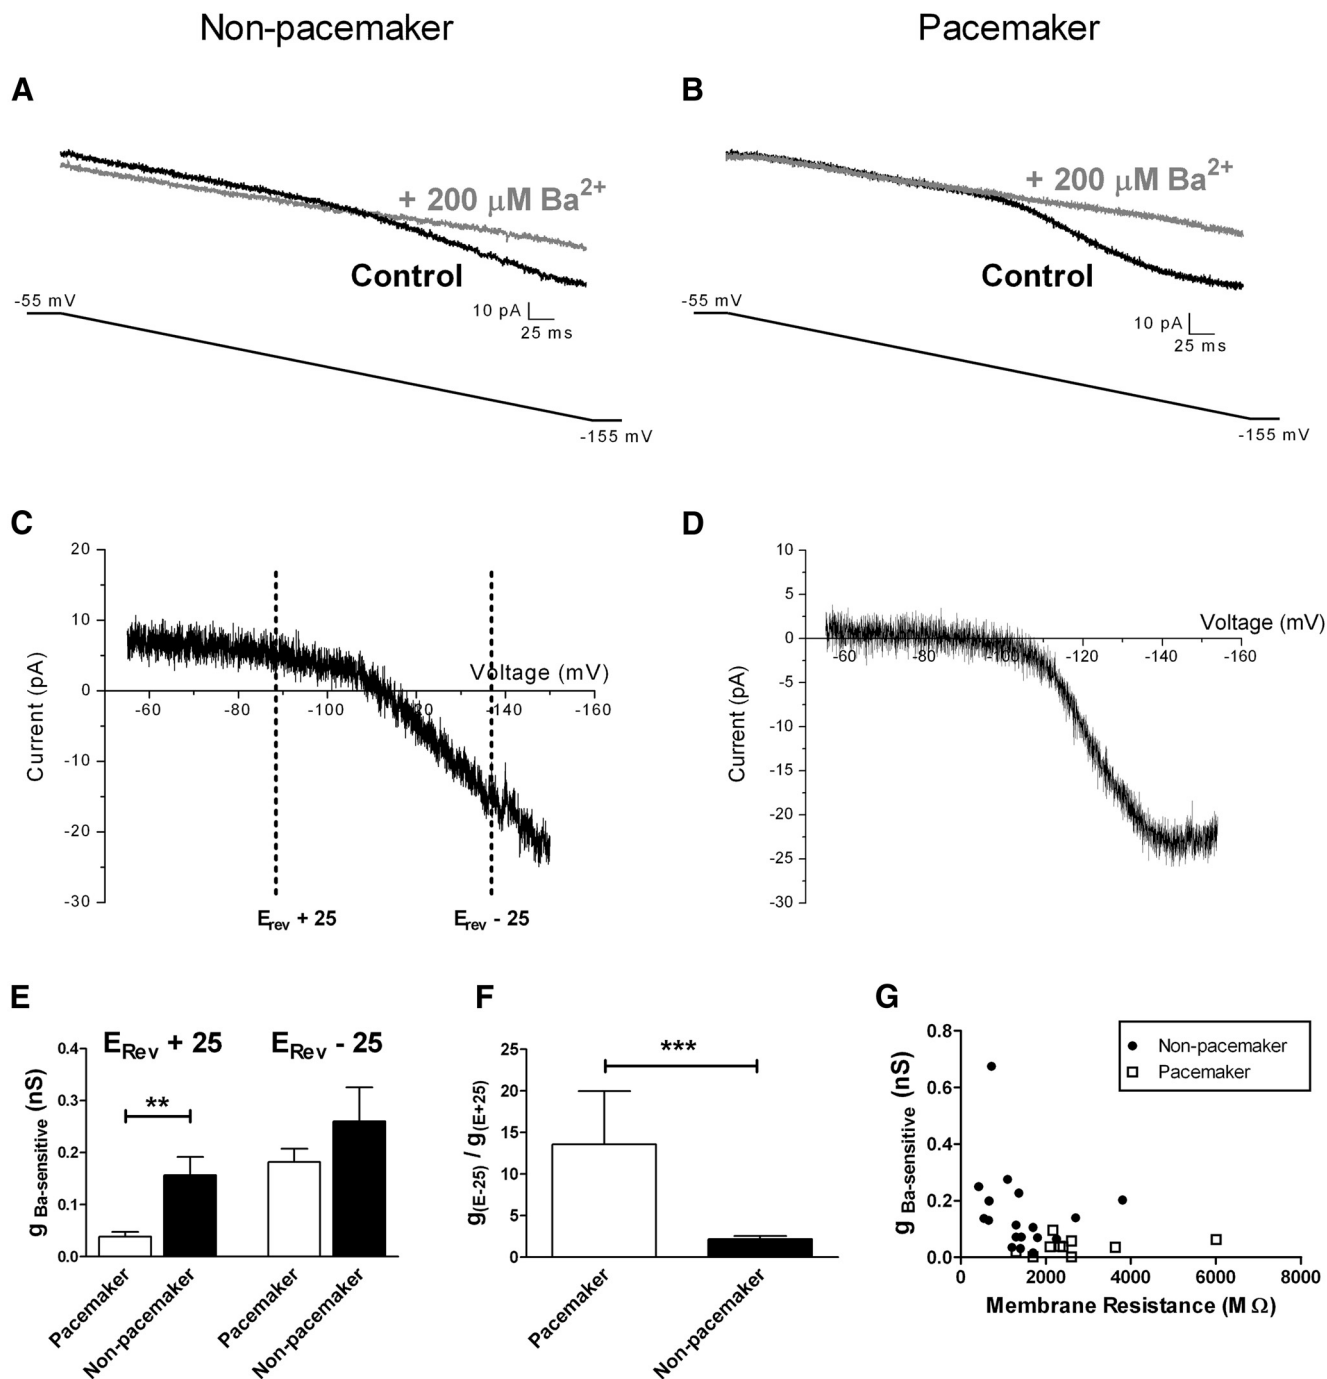 Non-pacemaker
Pacemaker
A
B
+ 200 μM Ba2+
Control
-55 mV
10 pA
25 ms
-155 mV
+ 200 μM Ba2+
Control
-55 mV
10 pA
25 ms
-155 mV
C
D
20
10
0
-10
-20
-30
Current (pA)
Voltage (mV)
-60
-80
-100
-140
-160
Erev + 25
Erev - 25
10
5
0
-5
-10
-15
-20
-25
-30
Current (pA)
Voltage (mV)
-60
-80
-100
-120
-140
-160
E
F
G
ERev + 25
ERev - 25
0.4
0.3
0.2
0.1
0.0
g Ba-sensitive (nS)
**
Pacemaker
Non-pacemaker
Pacemaker
Non-pacemaker
25
20
15
10
5
0
g(E-25) / g(E+25)
***
Pacemaker
Non-pacemaker
0.8
0.6
0.4
0.2
0.0
g Ba-sensitive (nS)
Non-pacemaker
Pacemaker
0
2000
4000
6000
8000
Membrane Resistance (M Ω)